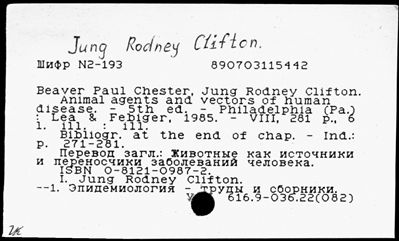 Jung Rodney Clifton.
Шифр N2-193 890703115442
Beaver Paul Chester, Jung Rodney Clifton.
Animal agents and vectors of human
disease. - 5th ed. - Philadelphia (Pa.)
: Lea & Febiger, 1985. - VIII, 281 p., 6
l. ill. : ill.
Bibliogr. at the end of chap. - Ind.:
p. 271-281.
Перевод загл.: Животные как источники
и переносчики заболеваний человека.
ISBN 0-8121-0987-2.
I. Jung Rodney Clifton.
--1. Эпидемиология - труды и сборники.
616.9-036.22(082)